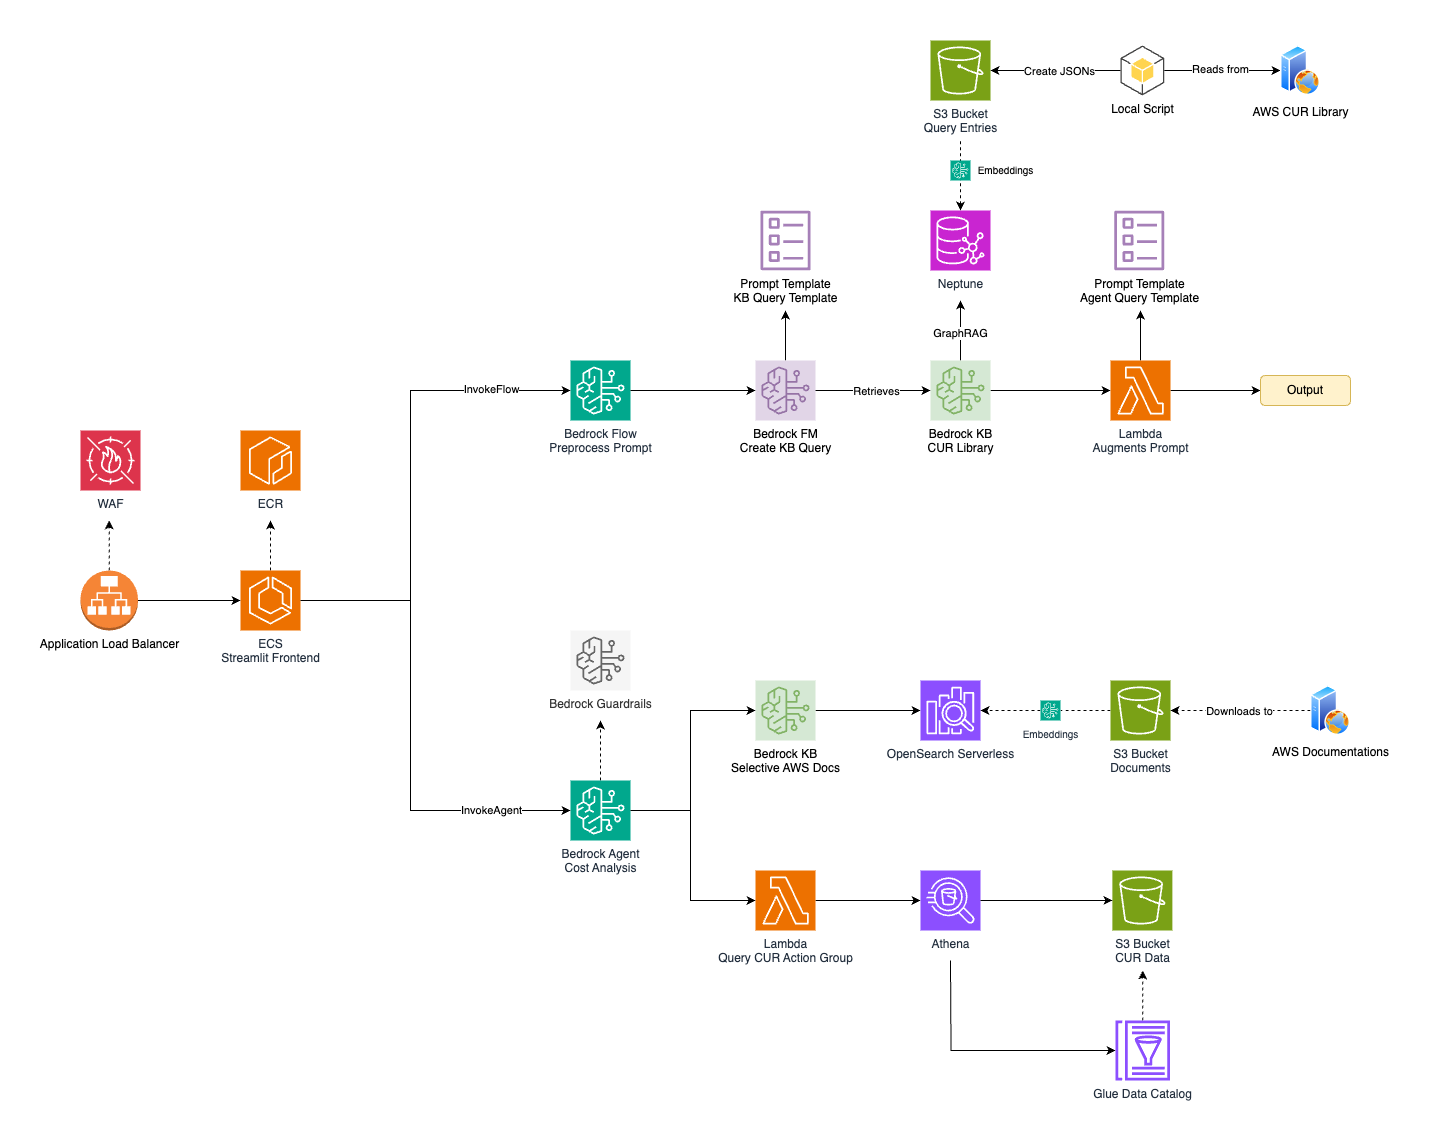 Create JSONs
Reads from
S3 Bucket
Query Entries
Local Script
AWS CUR Library
Embeddings
Prompt Template
KB Query Template
Neptune
Prompt Template
Agent Query Template
GraphRAG
InvokeFlow
Retrieves
Output
Bedrock Flow
Preprocess Prompt
Bedrock FM
Create KB Query
Bedrock KB
CUR Library
Lambda
Augments Prompt
WAF
ECR
Application Load Balancer
ECS
Streamlit Frontend
Bedrock Guardrails
Downloads to
Embeddings
Bedrock KB
Selective AWS Docs
OpenSearch Serverless
S3 Bucket
Documents
AWS Documentations
InvokeAgent
Bedrock Agent
Cost Analysis
Lambda
Query CUR Action Group
Athena
S3 Bucket
CUR Data
Glue Data Catalog